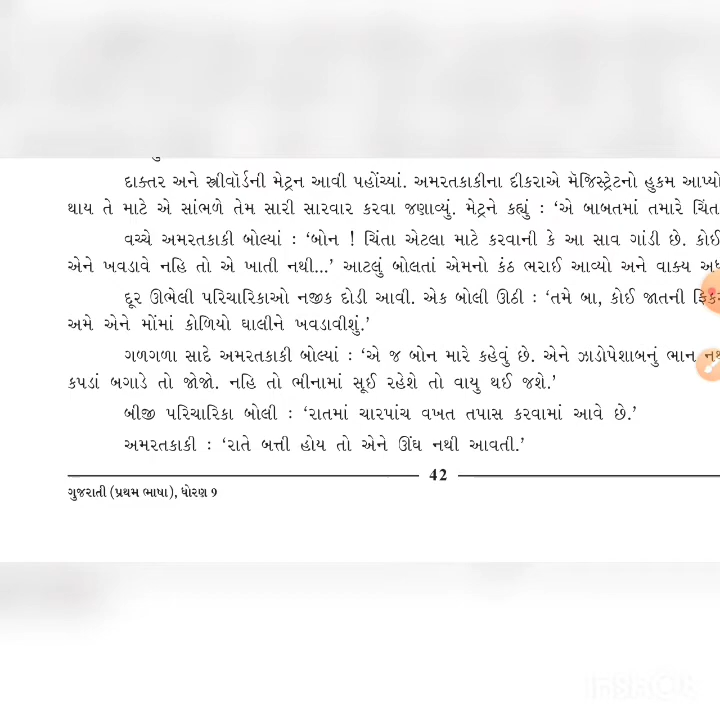 દાક્તર અને સ્ત્રીવૉર્ડની મેટ્રન આવી પહોંચ્યાં. અમરતકાકીના દીકરાએ મૅજિસ્ટ્રેટનો હુકમ આપ્યો
થાય તે માટે એ સાંભળે તેમ સારી સારવાર કરવા જણાવ્યું. મેટ્રને કહ્યું : ‘એ બાબતમાં તમારે
વચ્ચે અમરતકાકી બોલ્યાં : ‘બોન ! ચિંતા એટલા માટે કરવાની કે આ સાવ ગાંડી છે. કોઈ
એને ખવડાવે નહિ તો એ ખાતી નથી...’ આટલું બોલતાં એમનો કંઠ ભરાઈ આવ્યો અને વાક્ય
દૂર ઊભેલી પરિચારિકાઓ નજીક દોડી આવી. એક બોલી ઊઠી : ‘તમે બા, કોઈ જાતની
અમે એને મોંમાં કોળિયો ઘાલીને ખવડાવીશું.’
ગળગળા સાદે અમરતકાકી બોલ્યાં : ‘એ જ બોન મારે કહેવું છે. એને ઝાડોપેશાબનું ભાન
કપડાં બગાડે તો જોજો. નહિ તો ભીનામાં સૂઈ રહેશે તો વાયુ થઈ જશે.’
બીજી પરિચારિકા બોલી : ‘રાતમાં ચારપાંચ વખત તપાસ કરવામાં આવે છે.’
અમરતકાકી : ‘રાતે બત્તી હોય તો એને ઊંઘ નથી આવતી.’
42
ગુજરાતી (પ્રથમ ભાષા), ધોરણ 9